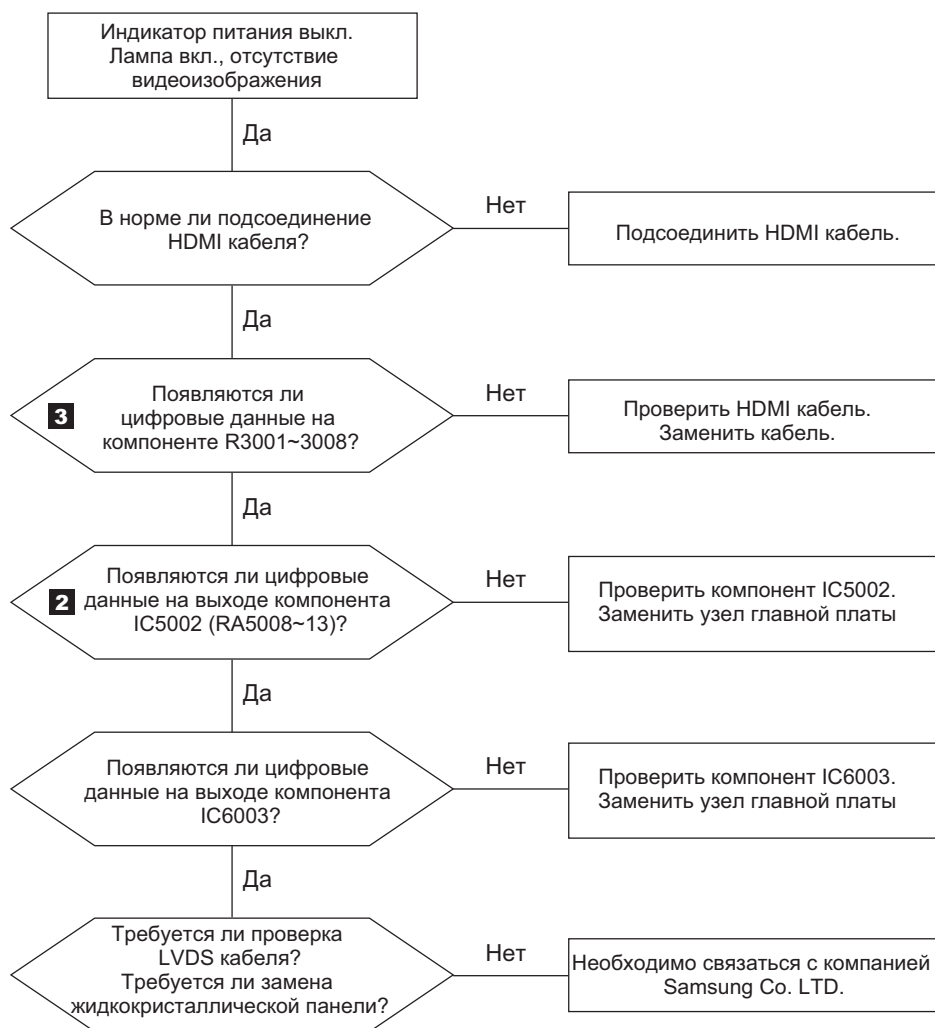 Индикатор питания выкл.
Лампа вкл., отсутствие
видеоизображения
Да
В норме ли подсоединение
HDMI кабеля?
Нет
Подсоединить HDMI кабель.
Да
3
Появляются ли
цифровые данные на
компоненте R3001~3008?
Нет
Проверить HDMI кабель.
Заменить кабель.
Да
2
Появляются ли цифровые
данные на выходе компонента
IC5002 (RA5008~13)?
Нет
Проверить компонент IC5002.
Заменить узел главной платы
Да
Появляются ли цифровые
данные на выходе компонента
IC6003?
Нет
Проверить компонент IC6003.
Заменить узел главной платы
Да
Требуется ли проверка
LVDS кабеля?
Требуется ли замена
жидкокристаллической панели?
Нет
Необходимо связаться с компанией
Samsung Co. LTD.